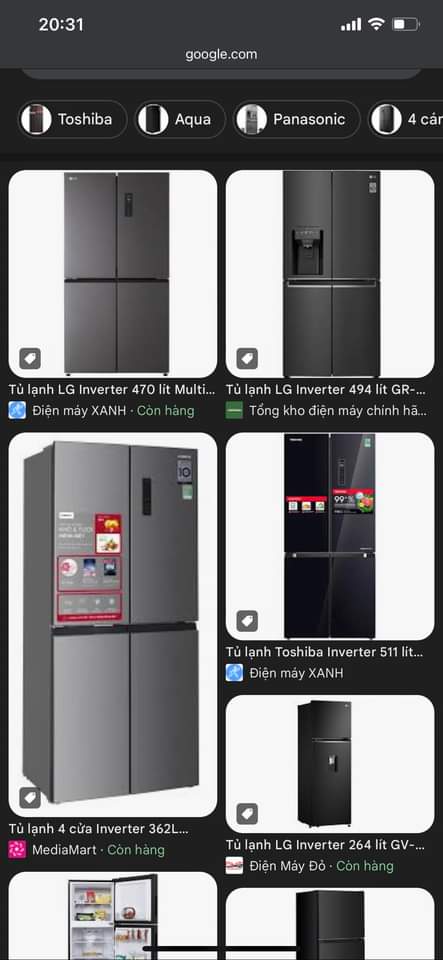 20:31
google.com
Toshiba
Aqua
Panasonic
4 cán
Tủ lạnh LG Inverter 470 lít Multi...
Điện máy XANH · Còn hàng
Tủ lạnh LG Inverter 494 lít GR-...
Tổng kho điện máy chính hã...
Tủ lạnh Toshiba Inverter 511 lít...
Điện máy XANH
Tủ lạnh 4 cửa Inverter 362L...
MediaMart · Còn hàng
Tủ lạnh LG Inverter 264 lít GV-...
Điện Máy Đỏ · Còn hàng